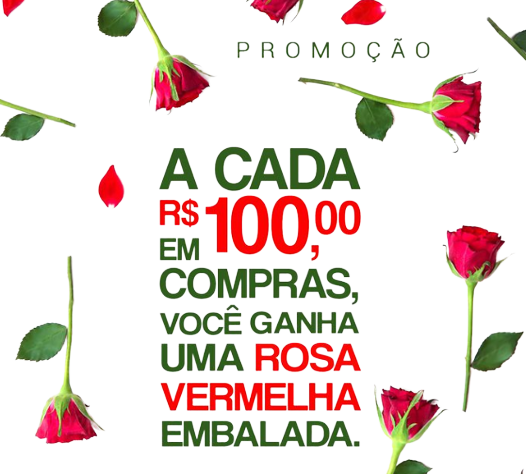 PROMOÇÃO
A CADA
R$ 100,00
EM
COMPRAS,
VOCÊ GANHA
UMA ROSA
VERMELHA
EMBALADA.